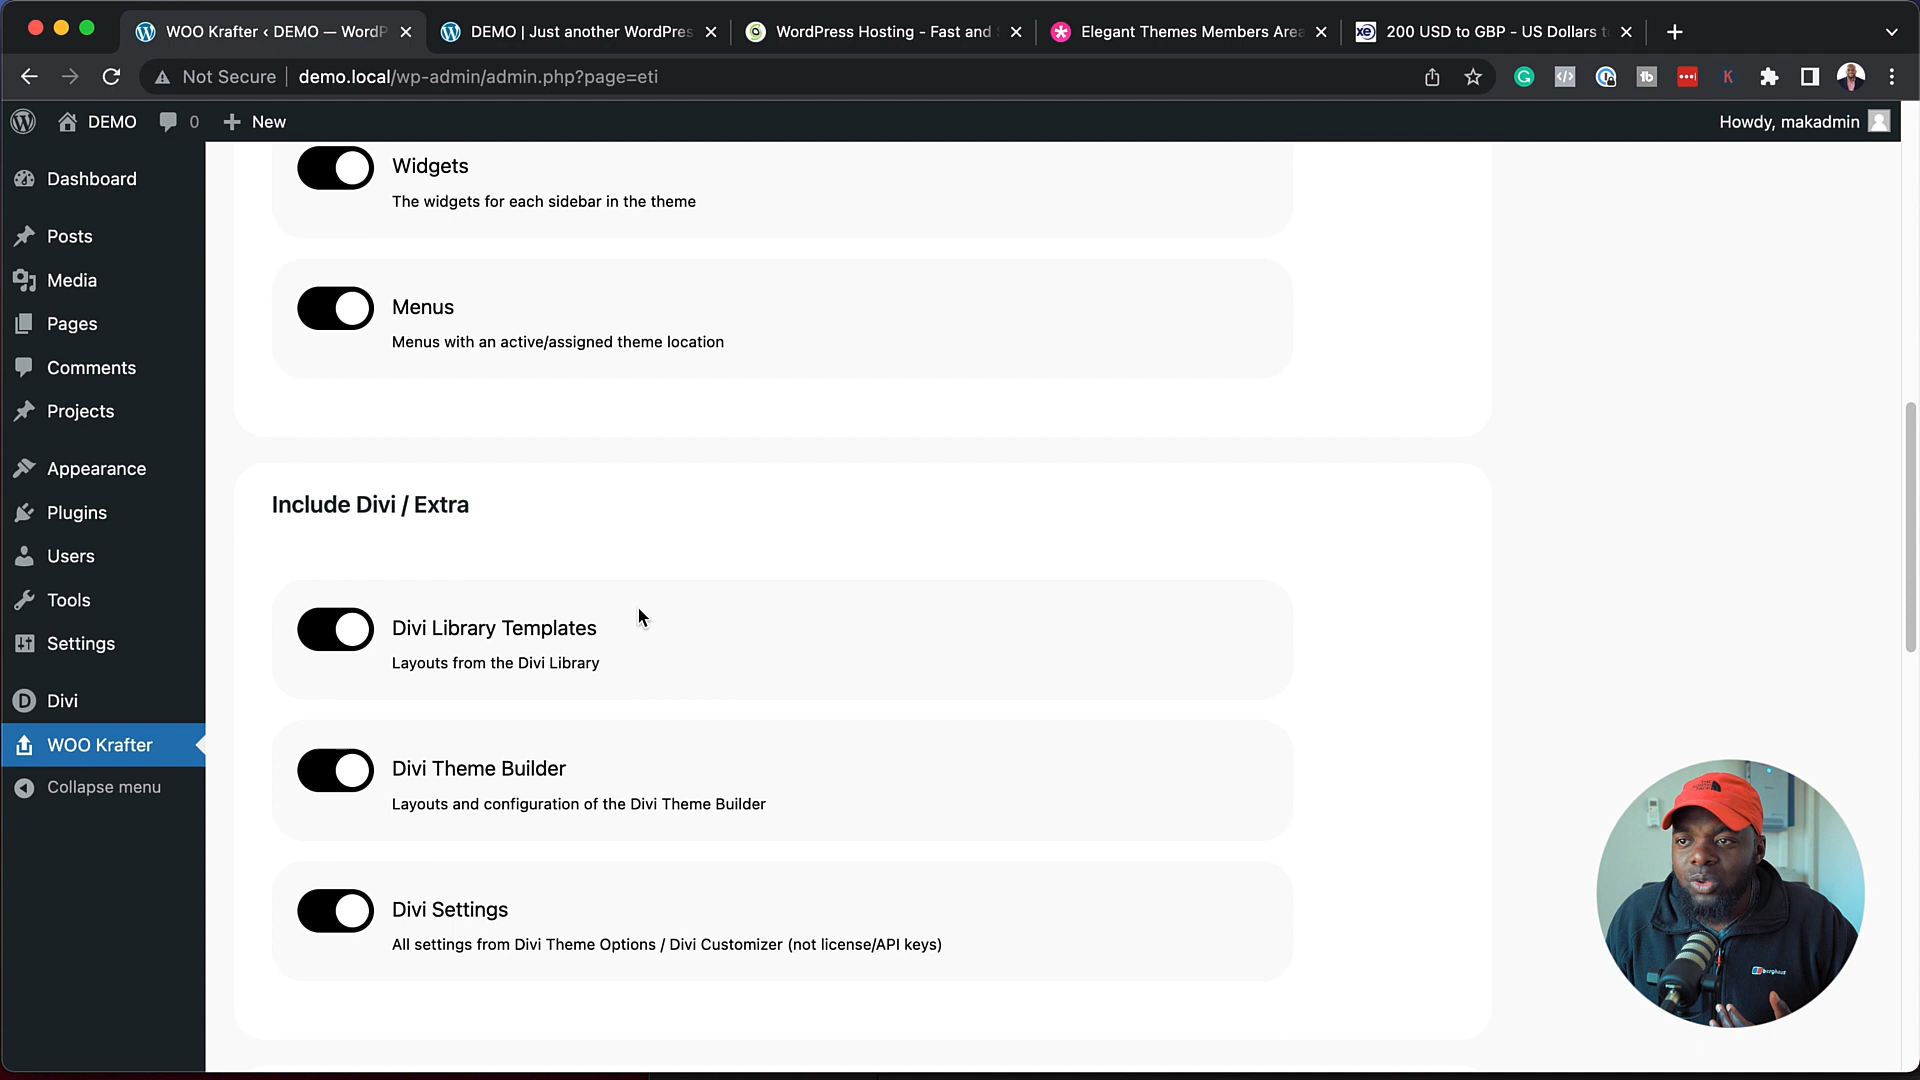 WOO Krafter ‹ DEMO — WordP
DEMO | Just another WordPres
WordPress Hosting - Fast and S
Elegant Themes Members Area
200 USD to GBP - US Dollars to
Not Secure
demo.local/wp-admin/admin.php?page=eti
DEMO
0
New
Howdy, makadmin
Dashboard
Posts
Media
Pages
Comments
Projects
Appearance
Plugins
Users
Tools
Settings
Divi
WOO Krafter
Collapse menu
Widgets
The widgets for each sidebar in the theme
Menus
Menus with an active/assigned theme location
Include Divi / Extra
Divi Library Templates
Layouts from the Divi Library
Divi Theme Builder
Layouts and configuration of the Divi Theme Builder
Divi Settings
All settings from Divi Theme Options / Divi Customizer (not license/API keys)
berghaus